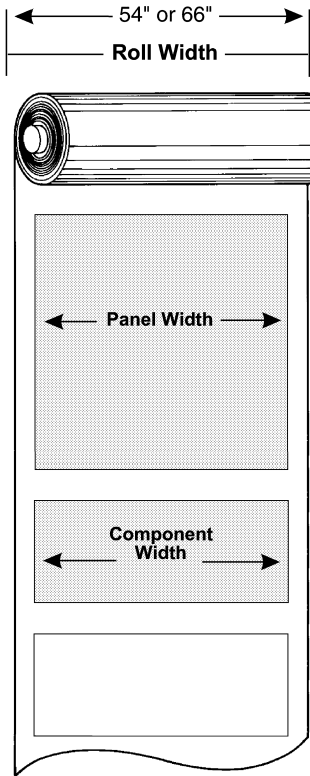 54" or 66"
Roll Width
Panel Width
Component
Width